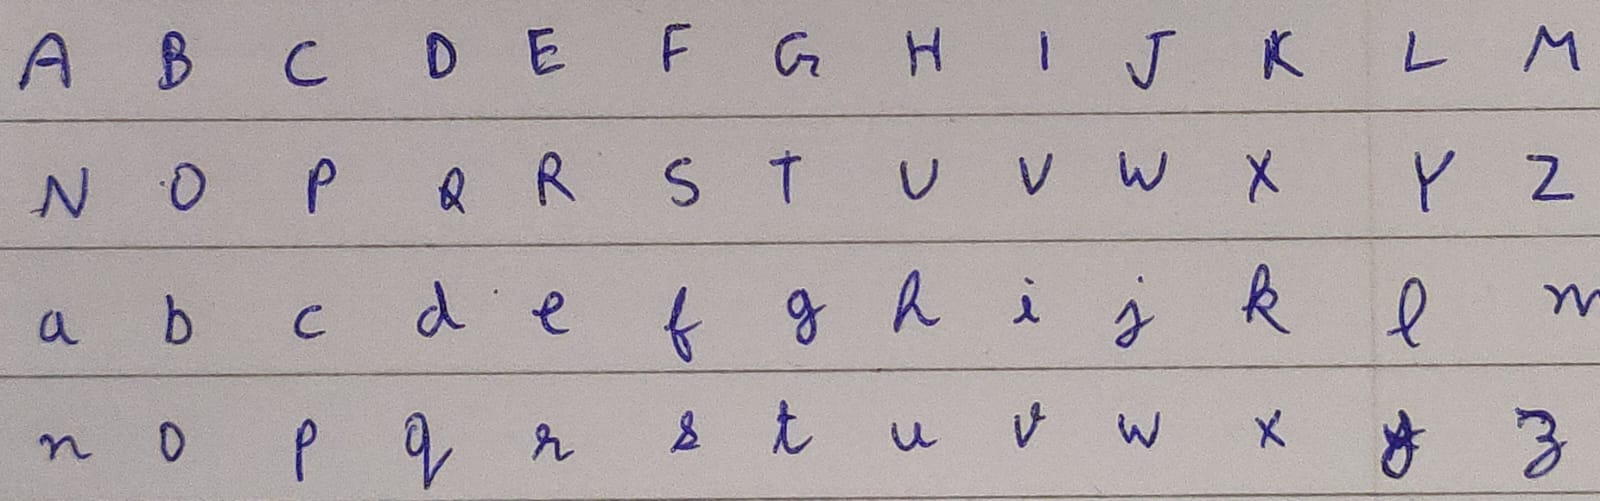 A B C D E F G H I J K L M
N O P Q R S T U V W X Y Z
a b c d e f g h i j k l m
n o p q r s t u v w x y z